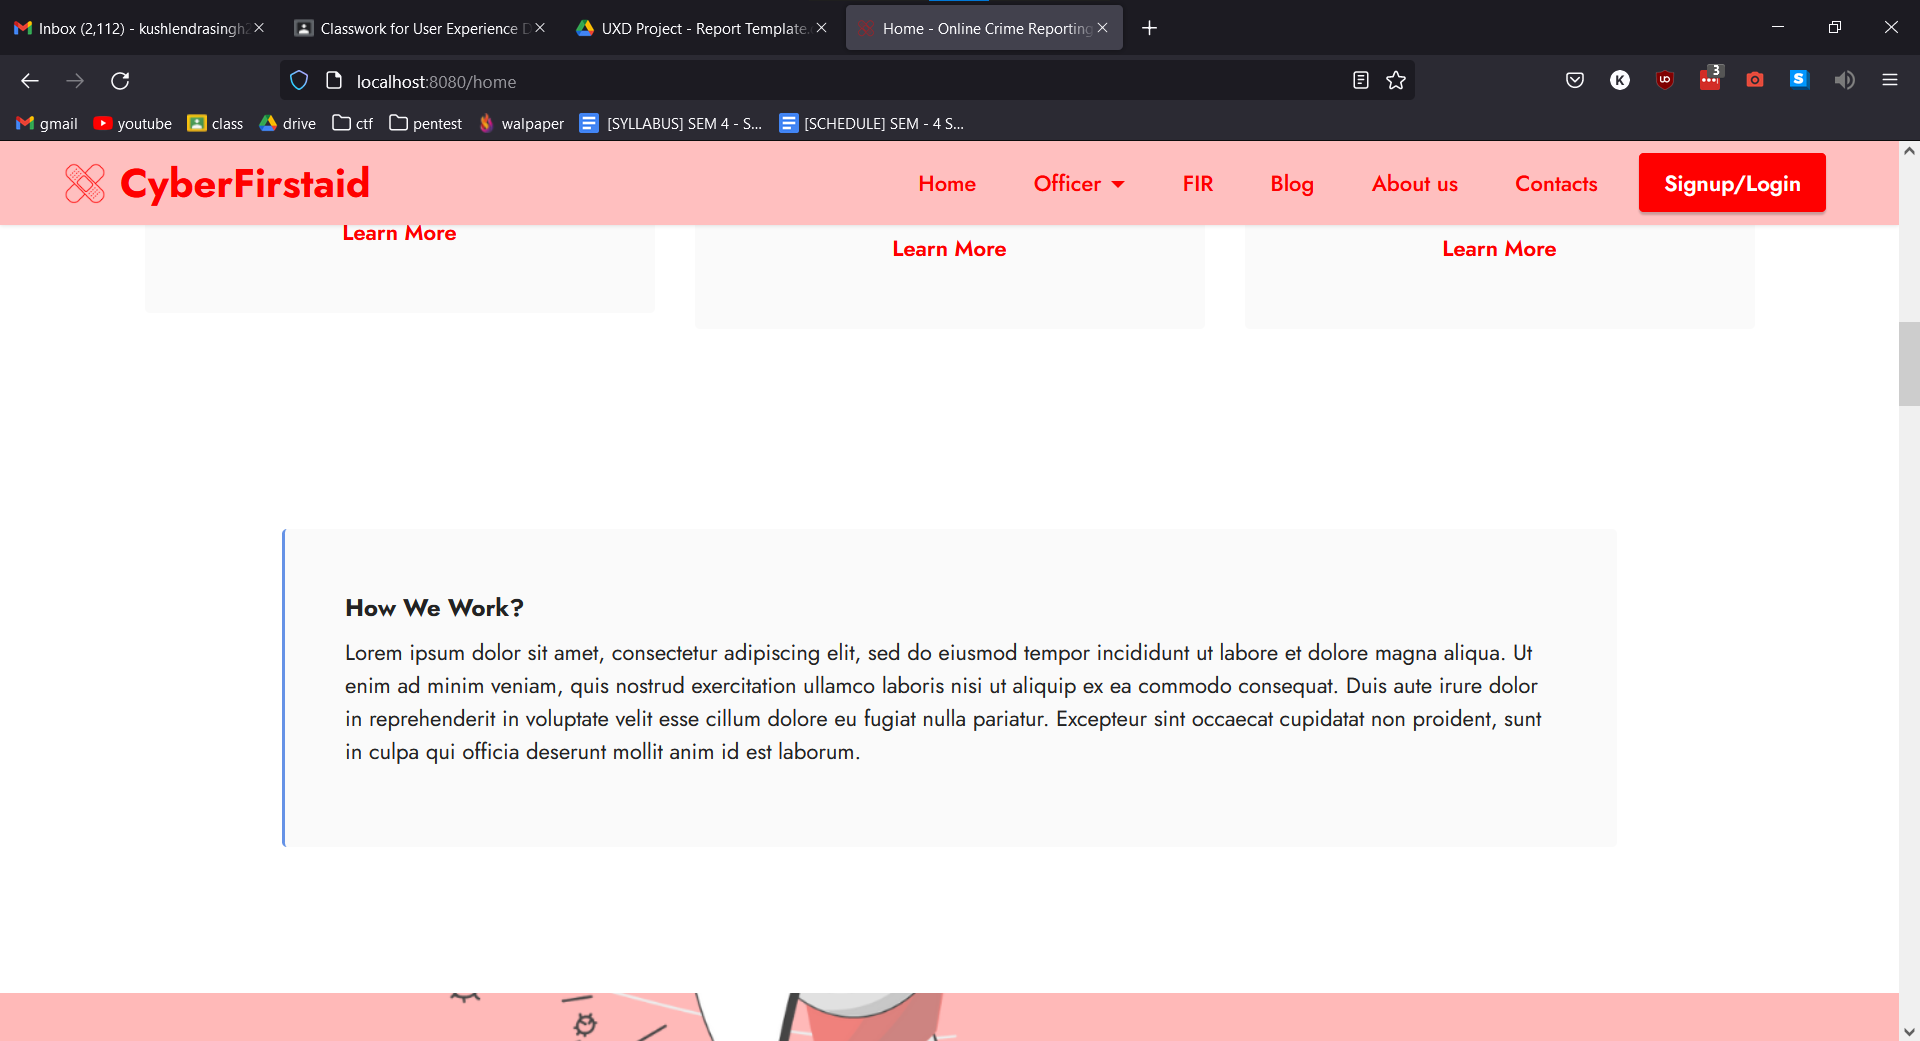 Inbox (2,112) - kushlendrasingh2
Classwork for User Experience D
UXD Project - Report Template.
Home - Online Crime Reporting
localhost:8080/home
3
gmail
youtube
class
drive
ctf
pentest
walpaper
[SYLLABUS] SEM 4 - S...
[SCHEDULE] SEM - 4 S...
CyberFirstaid
Home
Officer
FIR
Blog
About us
Contacts
Signup/Login
Learn More
Learn More
Learn More
How We Work?
Lorem ipsum dolor sit amet, consectetur adipiscing elit, sed do eiusmod tempor incididunt ut labore et dolore magna aliqua. Ut
enim ad minim veniam, quis nostrud exercitation ullamco laboris nisi ut aliquip ex ea commodo consequat. Duis aute irure dolor
in reprehenderit in voluptate velit esse cillum dolore eu fugiat nulla pariatur. Excepteur sint occaecat cupidatat non proident, sunt
in culpa qui officia deserunt mollit anim id est laborum.